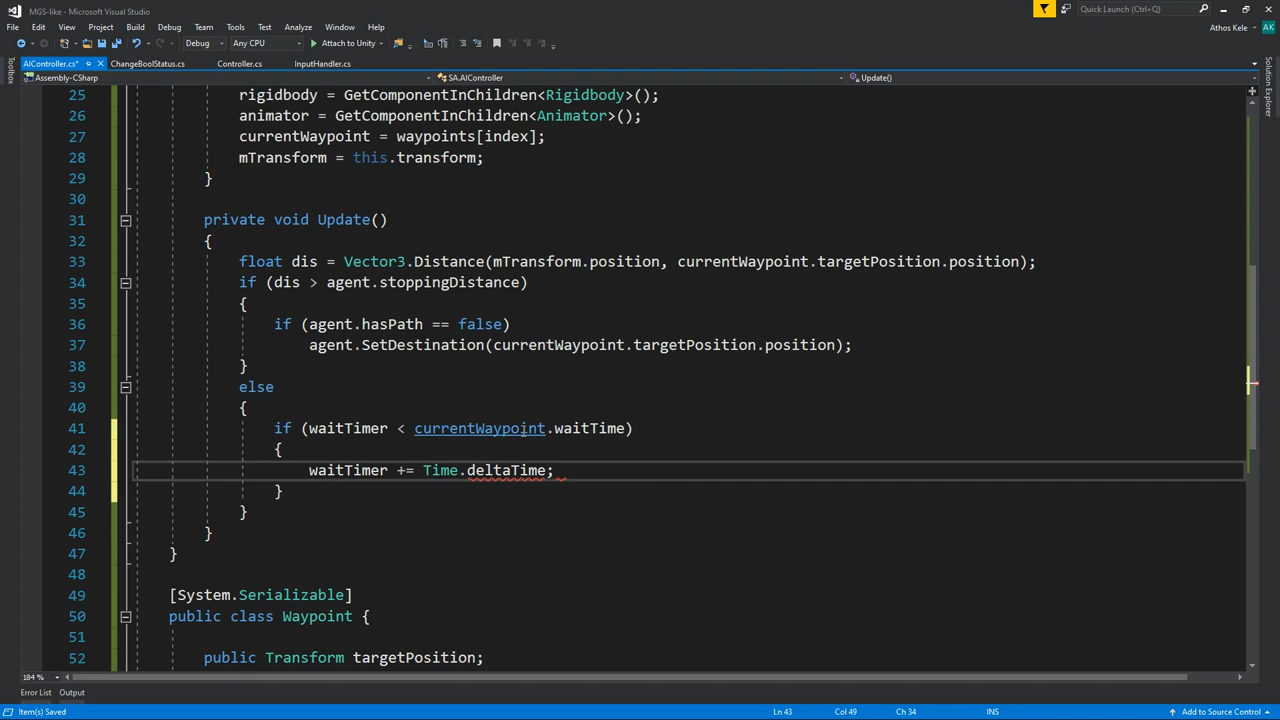 MGS-like - Microsoft Visual Studio
Quick Launch (Ctrl+Q)
File Edit View Project Build Debug Team Tools Test Analyze Window Help
Athos Kele AK
Debug Any CPU Attach to Unity
AIController.cs* ChangeBoolStatus.cs Controller.cs InputHandler.cs
Assembly-CSharp SA.AIController Update()
Toolbox
Solution Explorer
25 rigidbody = GetComponentInChildren<Rigidbody>();
26 animator = GetComponentInChildren<Animator>();
27 currentWaypoint = waypoints[index];
28 mTransform = this.transform;
29 }
30
31 private void Update()
32 {
33 float dis = Vector3.Distance(mTransform.position, currentWaypoint.targetPosition.position);
34 if (dis > agent.stoppingDistance)
35 {
36 if (agent.hasPath == false)
37 agent.SetDestination(currentWaypoint.targetPosition.position);
38 }
39 else
40 {
41 if (waitTimer < currentWaypoint.waitTime)
42 {
43 waitTimer += Time.deltaTime;
44 }
45 }
46 }
47 }
48
49 [System.Serializable]
50 public class Waypoint {
51
52 public Transform targetPosition;
184 %
Error List Output
Item(s) Saved Ln 43 Col 49 Ch 34 INS Add to Source Control